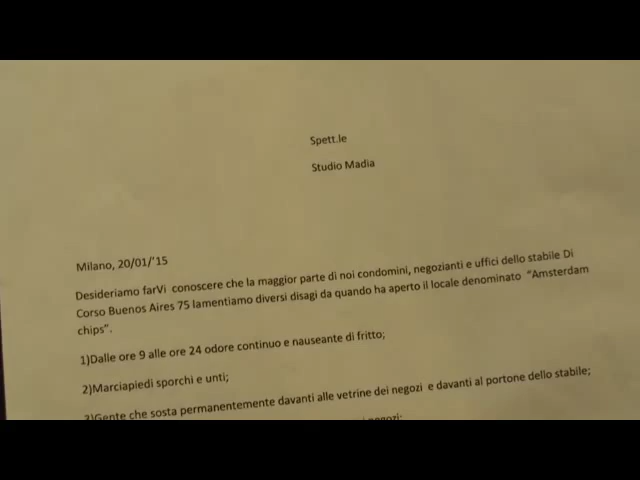 Spett.le
Studio Madia
Milano, 20/01/'15
Desideriamo farVi conoscere che la maggior parte di noi condomini, negozianti e uffici dello stabile Di
Corso Buenos Aires 75 lamentiamo diversi disagi da quando ha aperto il locale denominato "Amsterdam
chips".
1)Dalle ore 9 alle ore 24 odore continuo e nauseante di fritto;
2)Marciapiedi sporchi e unti;
3)Gente che sosta permanentemente davanti alle vetrine dei negozi e davanti al portone dello stabile;
negozi;